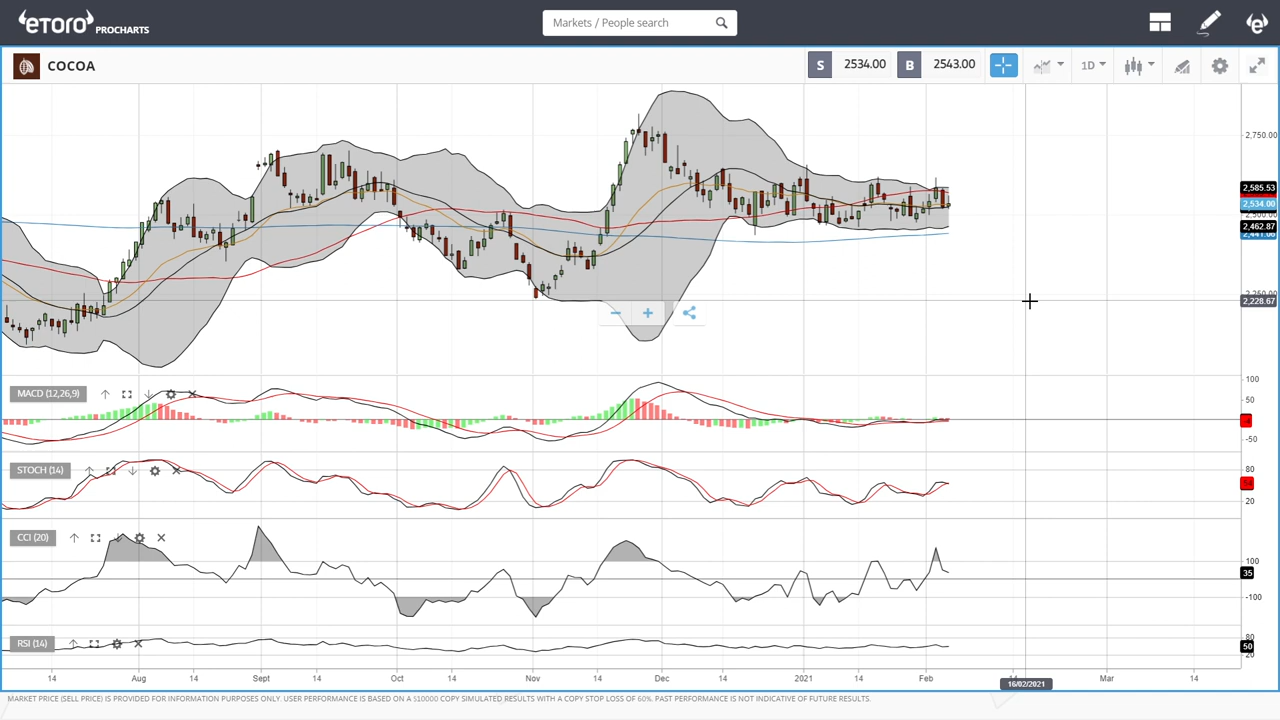 eToro PROCHARTS
Markets / People search
COCOA
S 2534.00 B 2543.00 1D
2,750.00
2,585.53
2,534.00
2,500.00
2,462.87
2,228.67
MACD (12,26,9)
100
50
-50
STOCH (14)
80
20
CCI (20)
100
35
-100
RSI (14)
80
50
20
14 Aug 14 Sept 14 Oct 14 Nov 14 Dec 14 2021 14 Feb Mar 14
16/02/2021
MARKET PRICE (SELL PRICE) IS PROVIDED FOR INFORMATION PURPOSES ONLY. USER PERFORMANCE IS BASED ON A $10000 COPY SIMULATED RESULTS WITH A COPY STOP LOSS OF 60%. PAST PERFORMANCE IS NOT INDICATIVE OF FUTURE RESULTS.